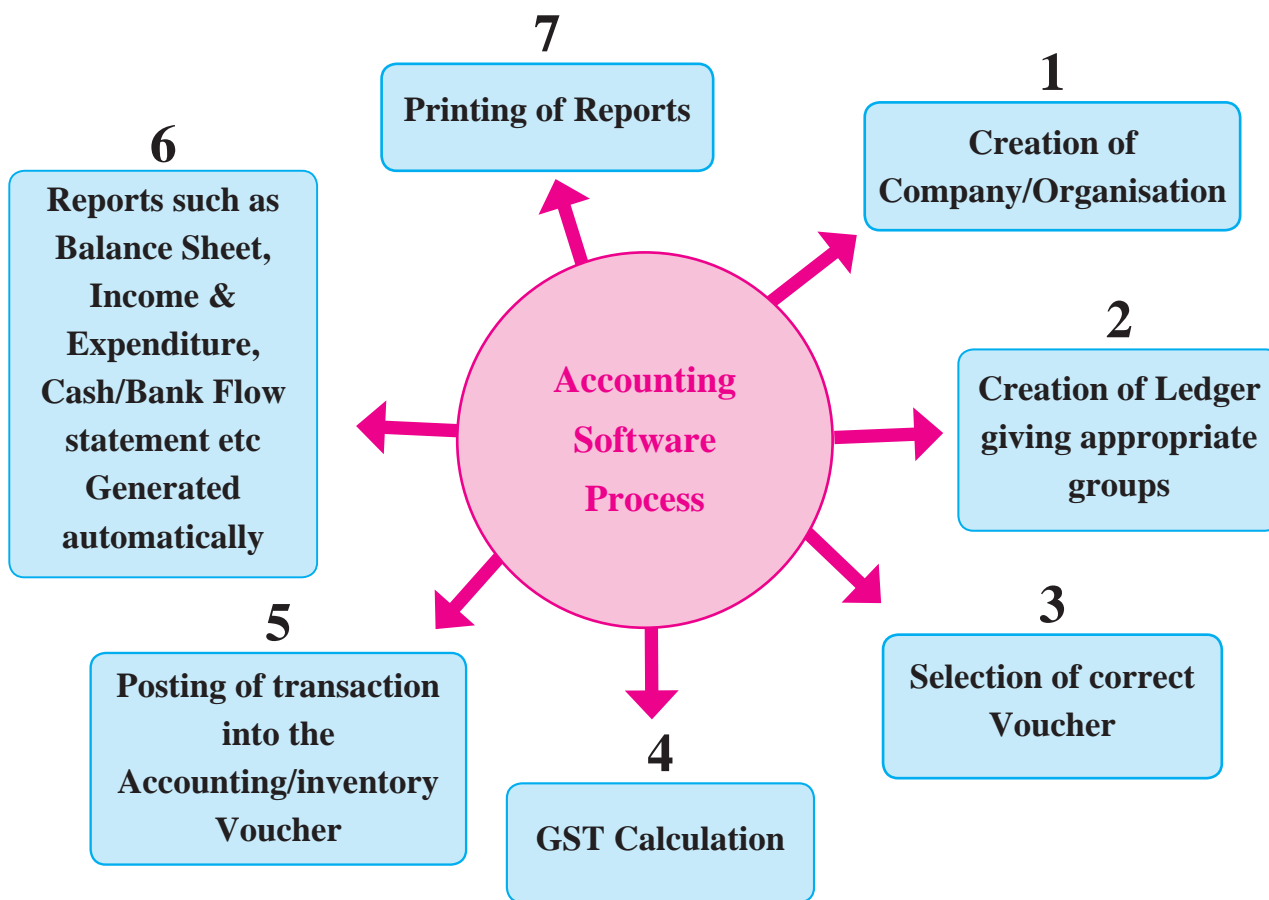 7
Printing of Reports
1
Creation of
Company/Organisation
6
Reports such as
Balance Sheet,
Income &
Expenditure,
Cash/Bank Flow
statement etc
Generated
automatically
2
Creation of Ledger
giving appropriate
groups
Accounting
Software
Process
3
Selection of correct
Voucher
5
Posting of transaction
into the
Accounting/inventory
Voucher
4
GST Calculation